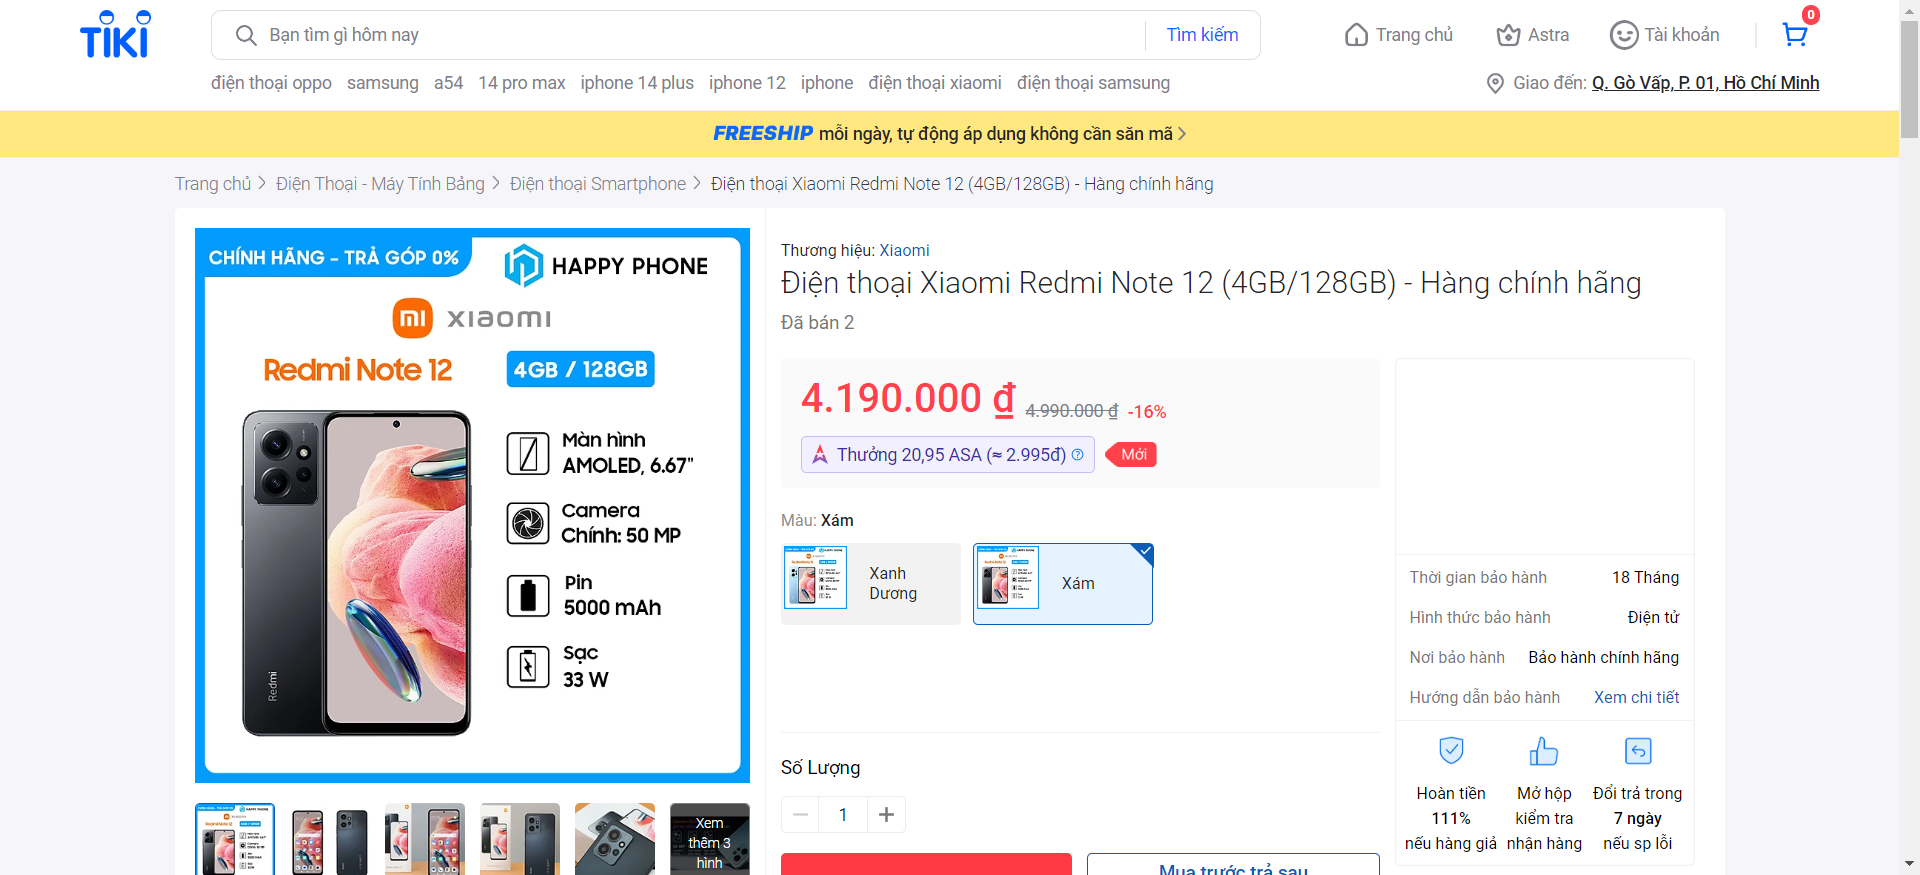 TIKI
Bạn tìm gì hôm nay
Tìm kiếm
Trang chủ
Astra
Tài khoản
0
điện thoại oppo samsung a54 14 pro max iphone 14 plus iphone 12 iphone điện thoại xiaomi điện thoại samsung
Giao đến: Q. Gò Vấp, P. 01, Hồ Chí Minh
FREESHIP mỗi ngày, tự động áp dụng không cần săn mã
Trang chủ > Điện Thoại - Máy Tính Bảng > Điện thoại Smartphone > Điện thoại Xiaomi Redmi Note 12 (4GB/128GB) - Hàng chính hãng
CHÍNH HÃNG - TRẢ GÓP 0%
HAPPY PHONE
mi xiaomi
Redmi Note 12
4GB / 128GB
Màn hình
AMOLED, 6.67"
Camera
Chính: 50 MP
Pin
5000 mAh
Sạc
33 W
Redmi
Xem
thêm 3
hình
Thương hiệu: Xiaomi
Điện thoại Xiaomi Redmi Note 12 (4GB/128GB) - Hàng chính hãng
Đã bán 2
4.190.000 ₫ 4.990.000 ₫ -16%
Thưởng 20,95 ASA (≈ 2.995đ)
Mới
Màu: Xám
Xanh
Dương
Xám
Số Lượng
1
Mua trước trả sau
Thời gian bảo hành 18 Tháng
Hình thức bảo hành Điện tử
Nơi bảo hành Bảo hành chính hãng
Hướng dẫn bảo hành Xem chi tiết
Hoàn tiền
111%
nếu hàng giả
Mở hộp
kiểm tra
nhận hàng
Đổi trả trong
7 ngày
nếu sp lỗi